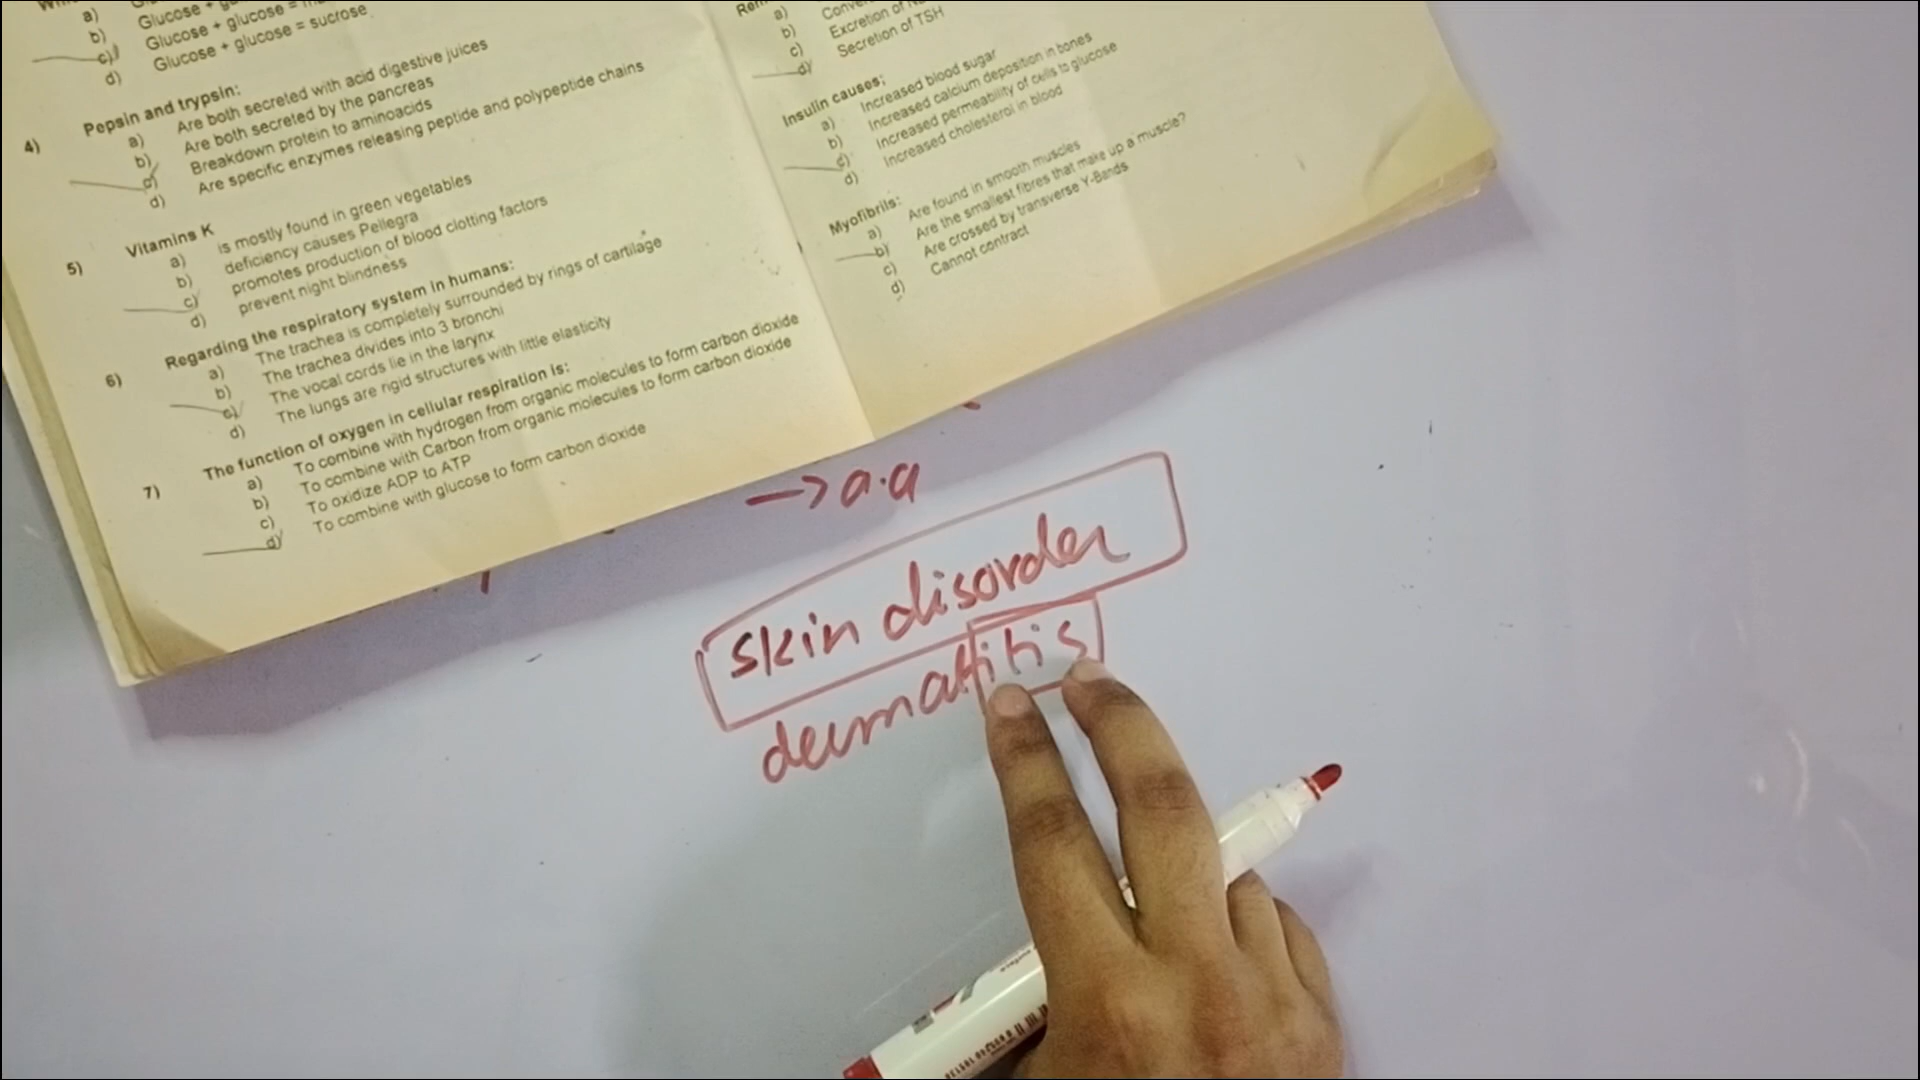 a)
b) Glucose +
c) Glucose + glucose =
d) Glucose + glucose = sucrose
4) Pepsin and trypsin:
a) Are both secreted with acid digestive juices
b) Are both secreted by the pancreas
c) Breakdown protein to aminoacids
d) Are specific enzymes releasing peptide and polypeptide chains
5) Vitamins K
a) is mostly found in green vegetables
b) deficiency causes Pellegra
c) promotes production of blood clotting factors
d) prevent night blindness
6) Regarding the respiratory system in humans:
a) The trachea is completely surrounded by rings of cartilage
b) The trachea divides into 3 bronchi
c) The vocal cords lie in the larynx
d) The lungs are rigid structures with little elasticity
7) The function of oxygen in cellular respiration is:
a) To combine with hydrogen from organic molecules to form carbon dioxide
b) To combine with Carbon from organic molecules to form carbon dioxide
c) To oxidize ADP to ATP
d) To combine with glucose to form carbon dioxide
a)
b)
c) Excretion of
d) Secretion of TSH
Insulin causes:
a) Increased blood sugar
b) Increased calcium deposition in bones
c) Increased permeability of cells to glucose
d) Increased cholesterol in blood
Myofibrils:
a) Are found in smooth muscles
b) Are the smallest fibres that make up a muscle?
c) Are crossed by transverse Y-Bands
d) Cannot contract
→ a.a
skin disorder
dermatitis